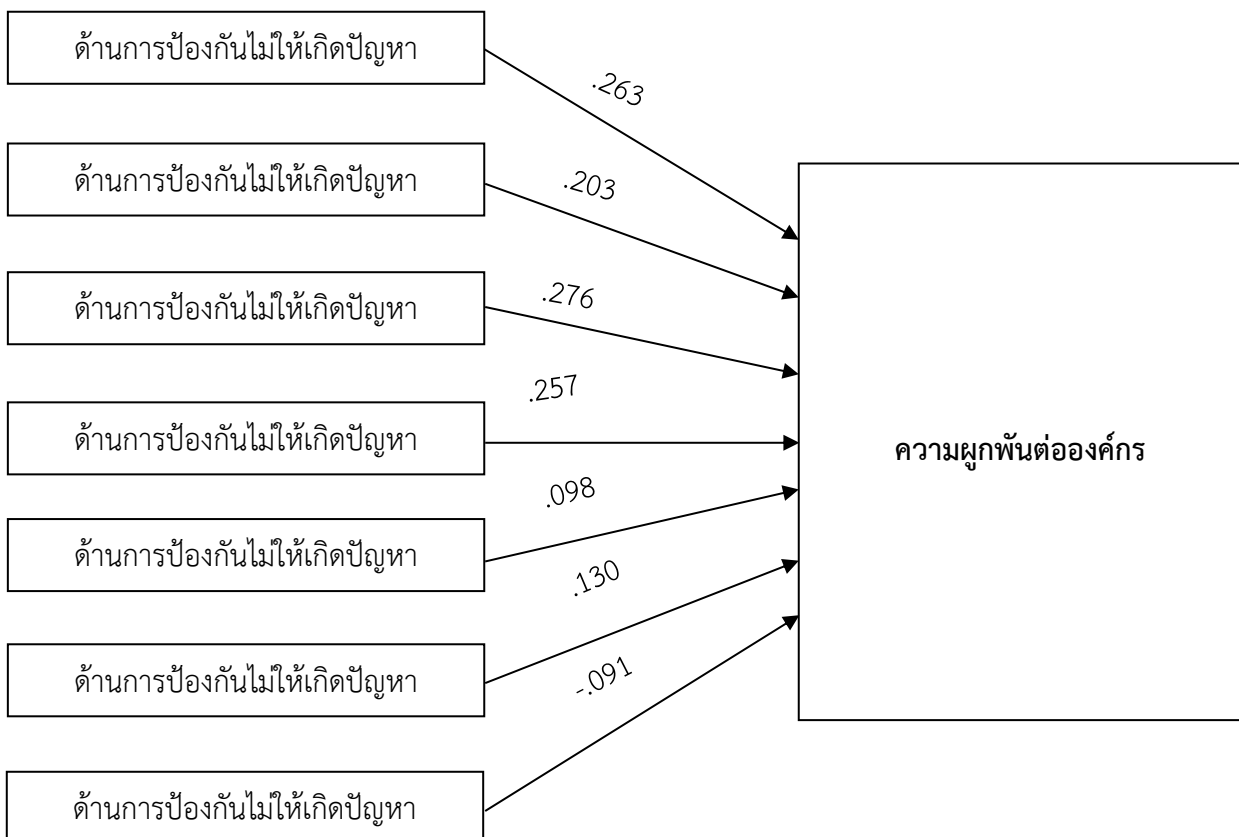 ด้านการป้องกันไม่ให้เกิดปัญหา
.263
ด้านการป้องกันไม่ให้เกิดปัญหา
.203
ด้านการป้องกันไม่ให้เกิดปัญหา
.276
ด้านการป้องกันไม่ให้เกิดปัญหา
.257
ความผูกพันต่อองค์กร
ด้านการป้องกันไม่ให้เกิดปัญหา
.098
ด้านการป้องกันไม่ให้เกิดปัญหา
.130
ด้านการป้องกันไม่ให้เกิดปัญหา
-.091